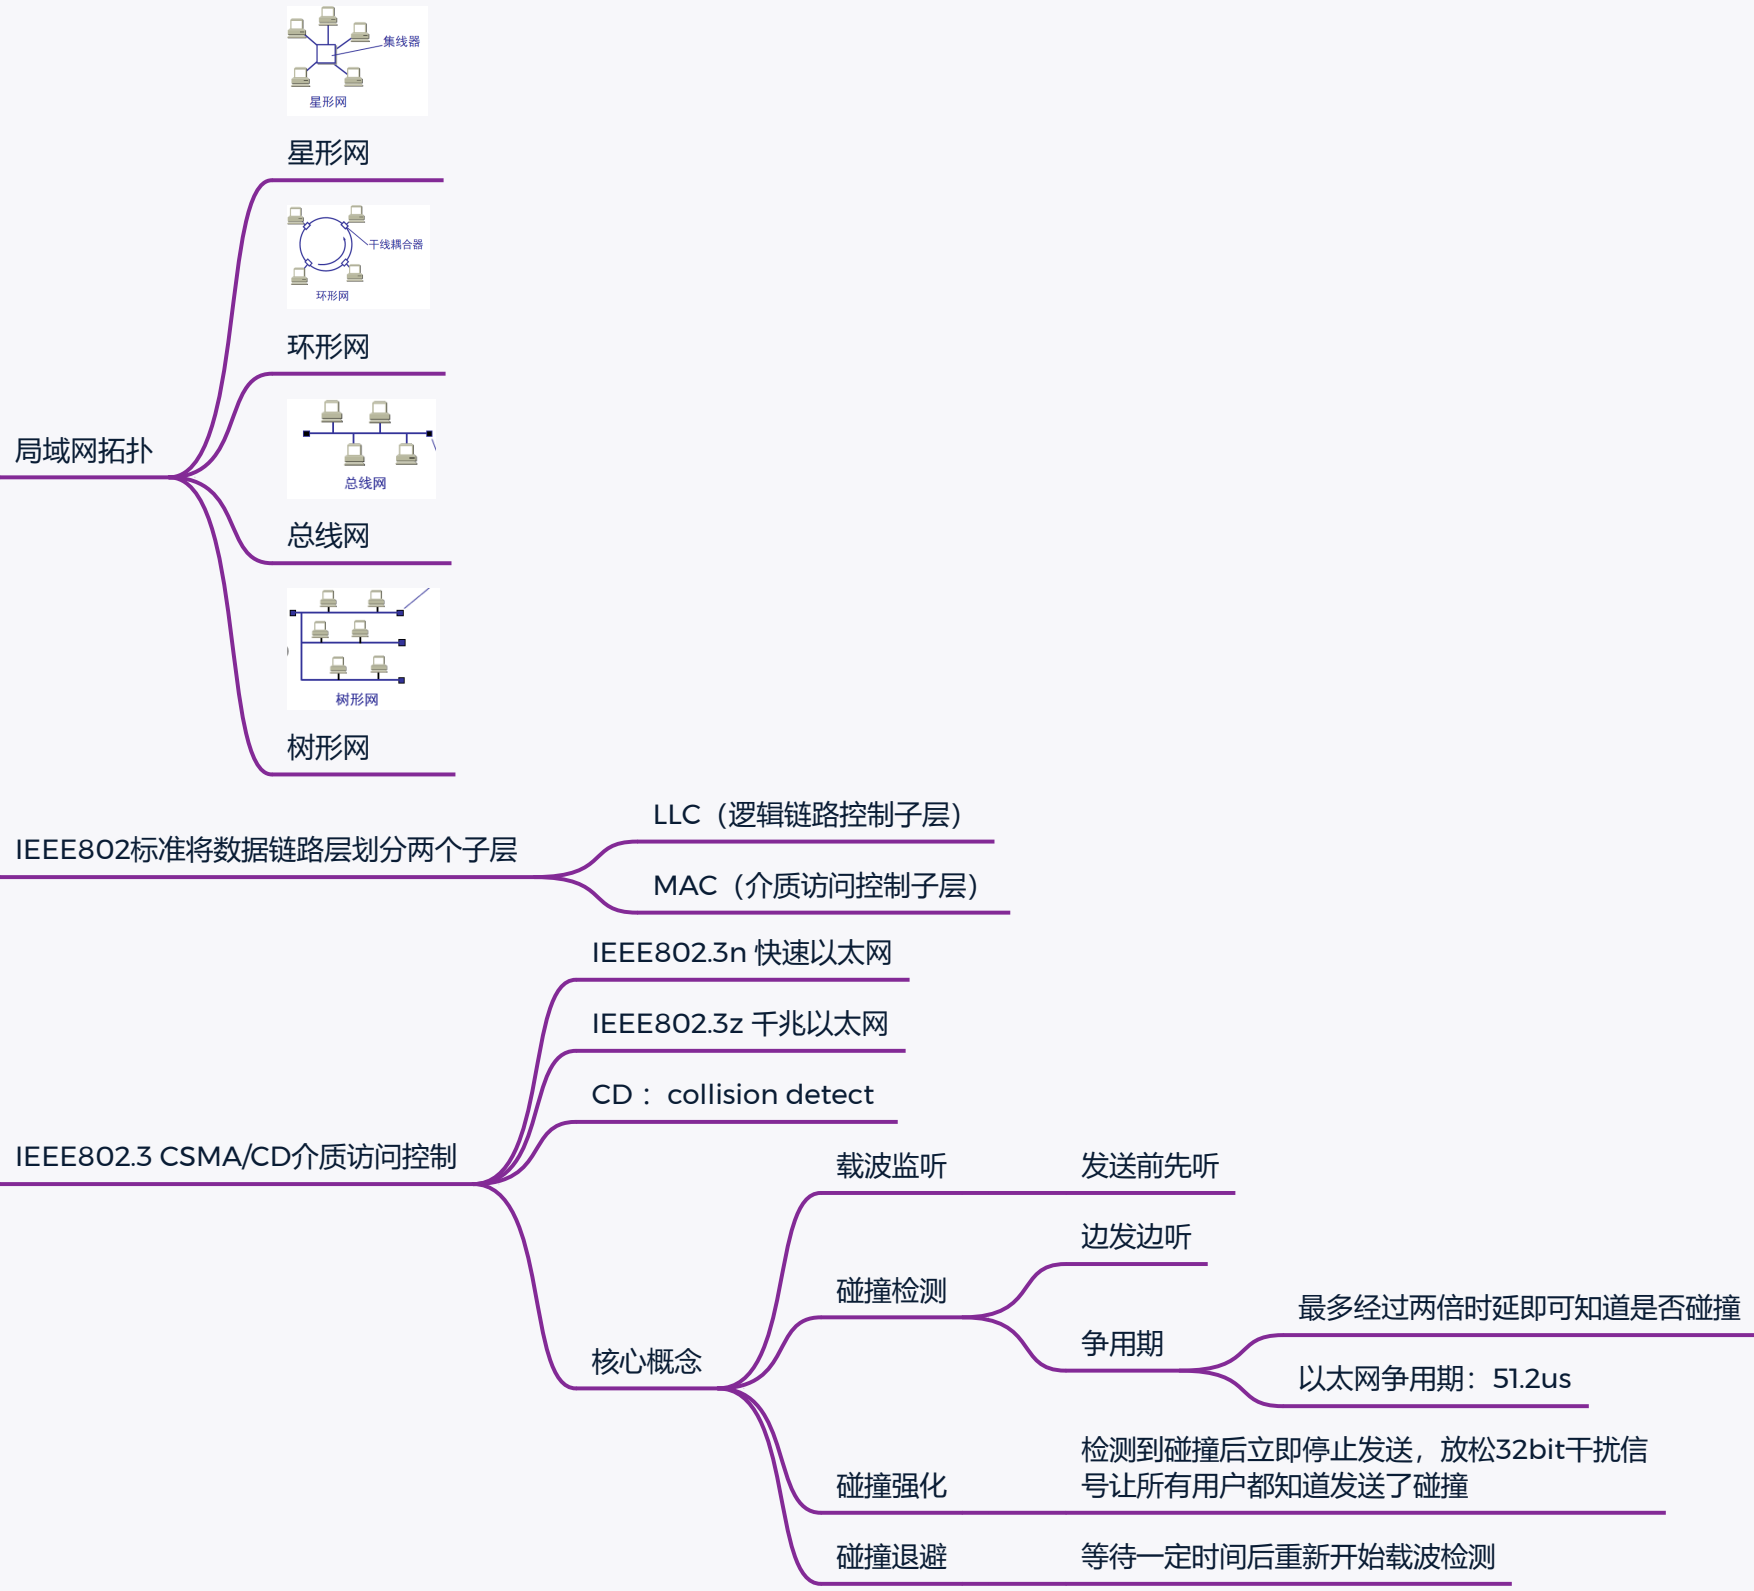 集线器
星形网
星形网
干线耦合器
环形网
环形网
局域网拓扑
总线网
总线网
树形网
树形网
IEEE802标准将数据链路层划分两个子层
LLC（逻辑链路控制子层）
MAC（介质访问控制子层）
IEEE802.3 CSMA/CD介质访问控制
IEEE802.3n 快速以太网
IEEE802.3z 千兆以太网
CD ：collision detect
核心概念
载波监听
发送前先听
碰撞检测
边发边听
争用期
最多经过两倍时延即可知道是否碰撞
以太网争用期：51.2us
碰撞强化
检测到碰撞后立即停止发送，放松32bit干扰信
号让所有用户都知道发送了碰撞
碰撞退避
等待一定时间后重新开始载波检测